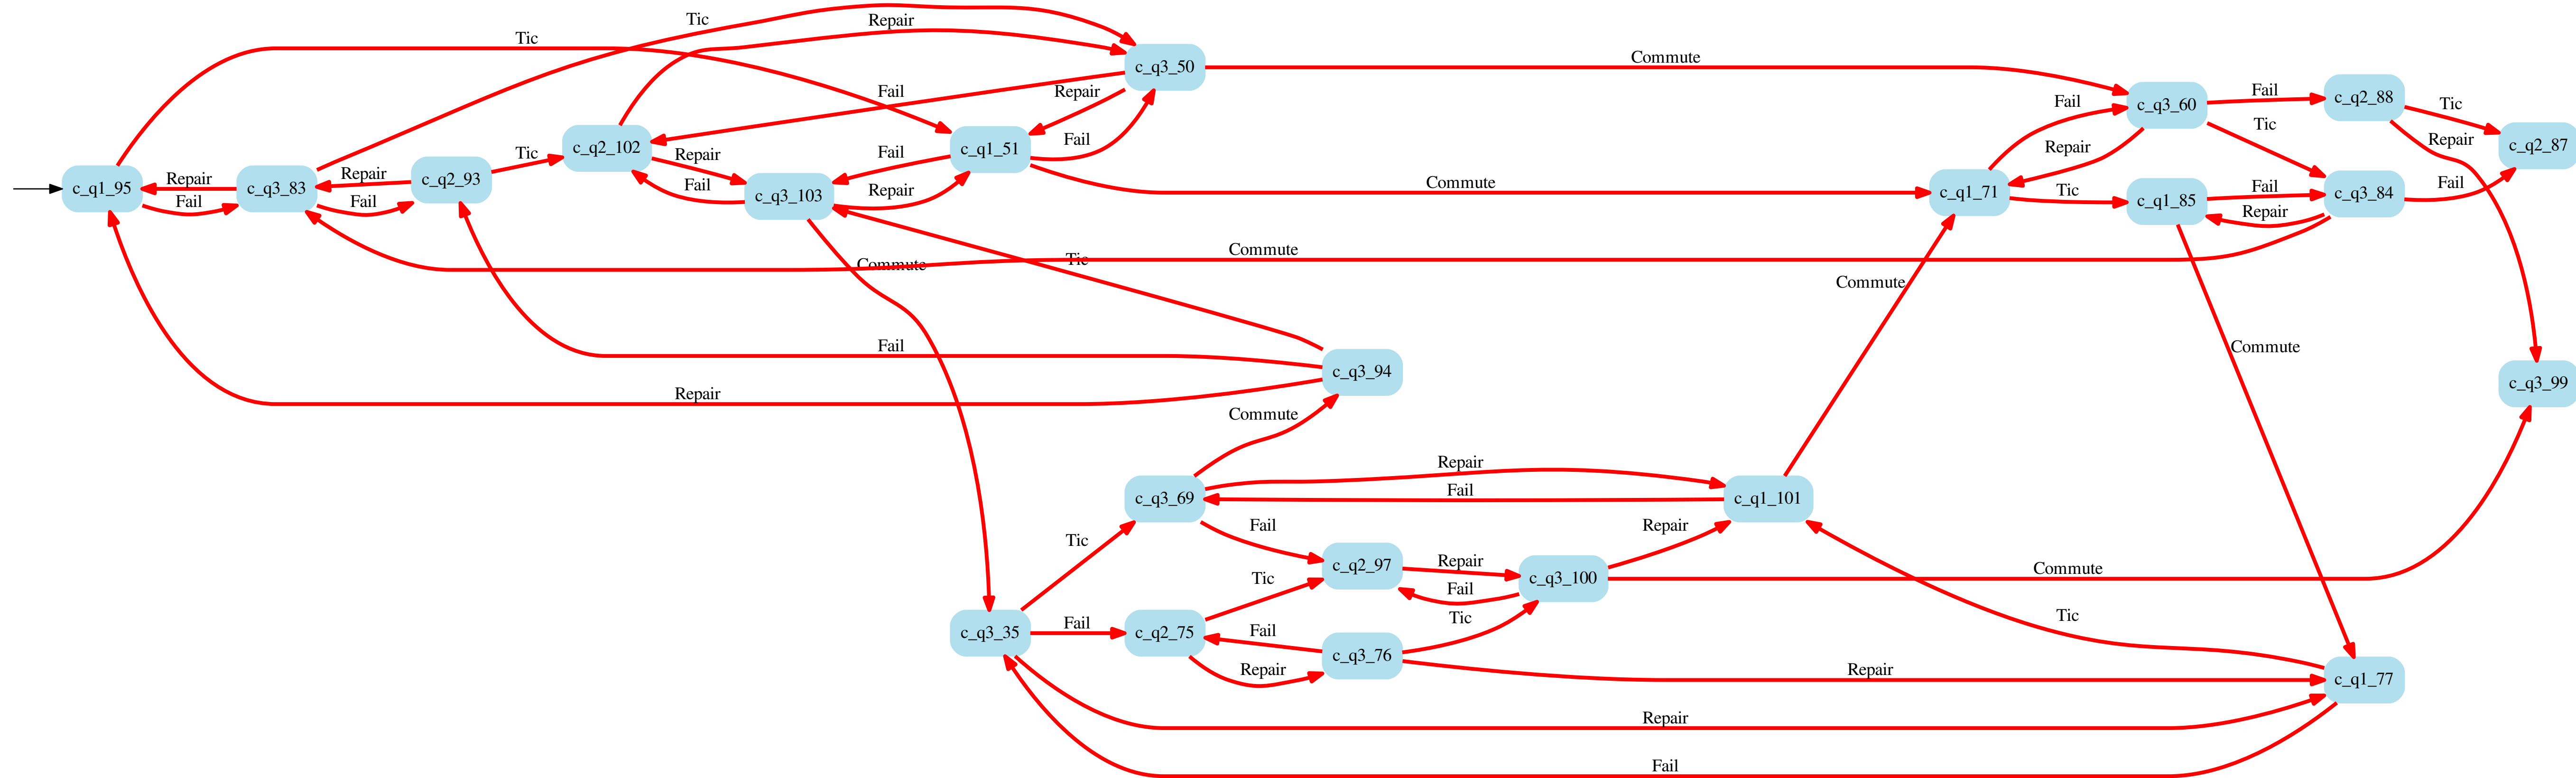 Tic
Repair
Tic
Commute
c_q3_50
Fail
Repair
Fail
Fail
c_q2_88
Tic
c_q3_60
Repair
c_q2_87
Fail
Tic
c_q2_102
c_q1_51
Fail
Repair
Tic
Repair
Repair
Repair
c_q1_95
c_q3_83
c_q2_93
Fail
Fail
Fail
c_q3_103
Repair
Commute
c_q1_71
Tic
c_q1_85
Fail
c_q3_84
Fail
Repair
Commute
Commute
Tic
Commute
Fail
Commute
c_q3_94
c_q3_99
Repair
Commute
Repair
c_q3_69
Fail
c_q1_101
Fail
Repair
Tic
c_q2_97
Repair
c_q3_100
Commute
Tic
Fail
Tic
Tic
c_q3_35
Fail
c_q2_75
Fail
c_q3_76
Repair
Repair
c_q1_77
Repair
Fail